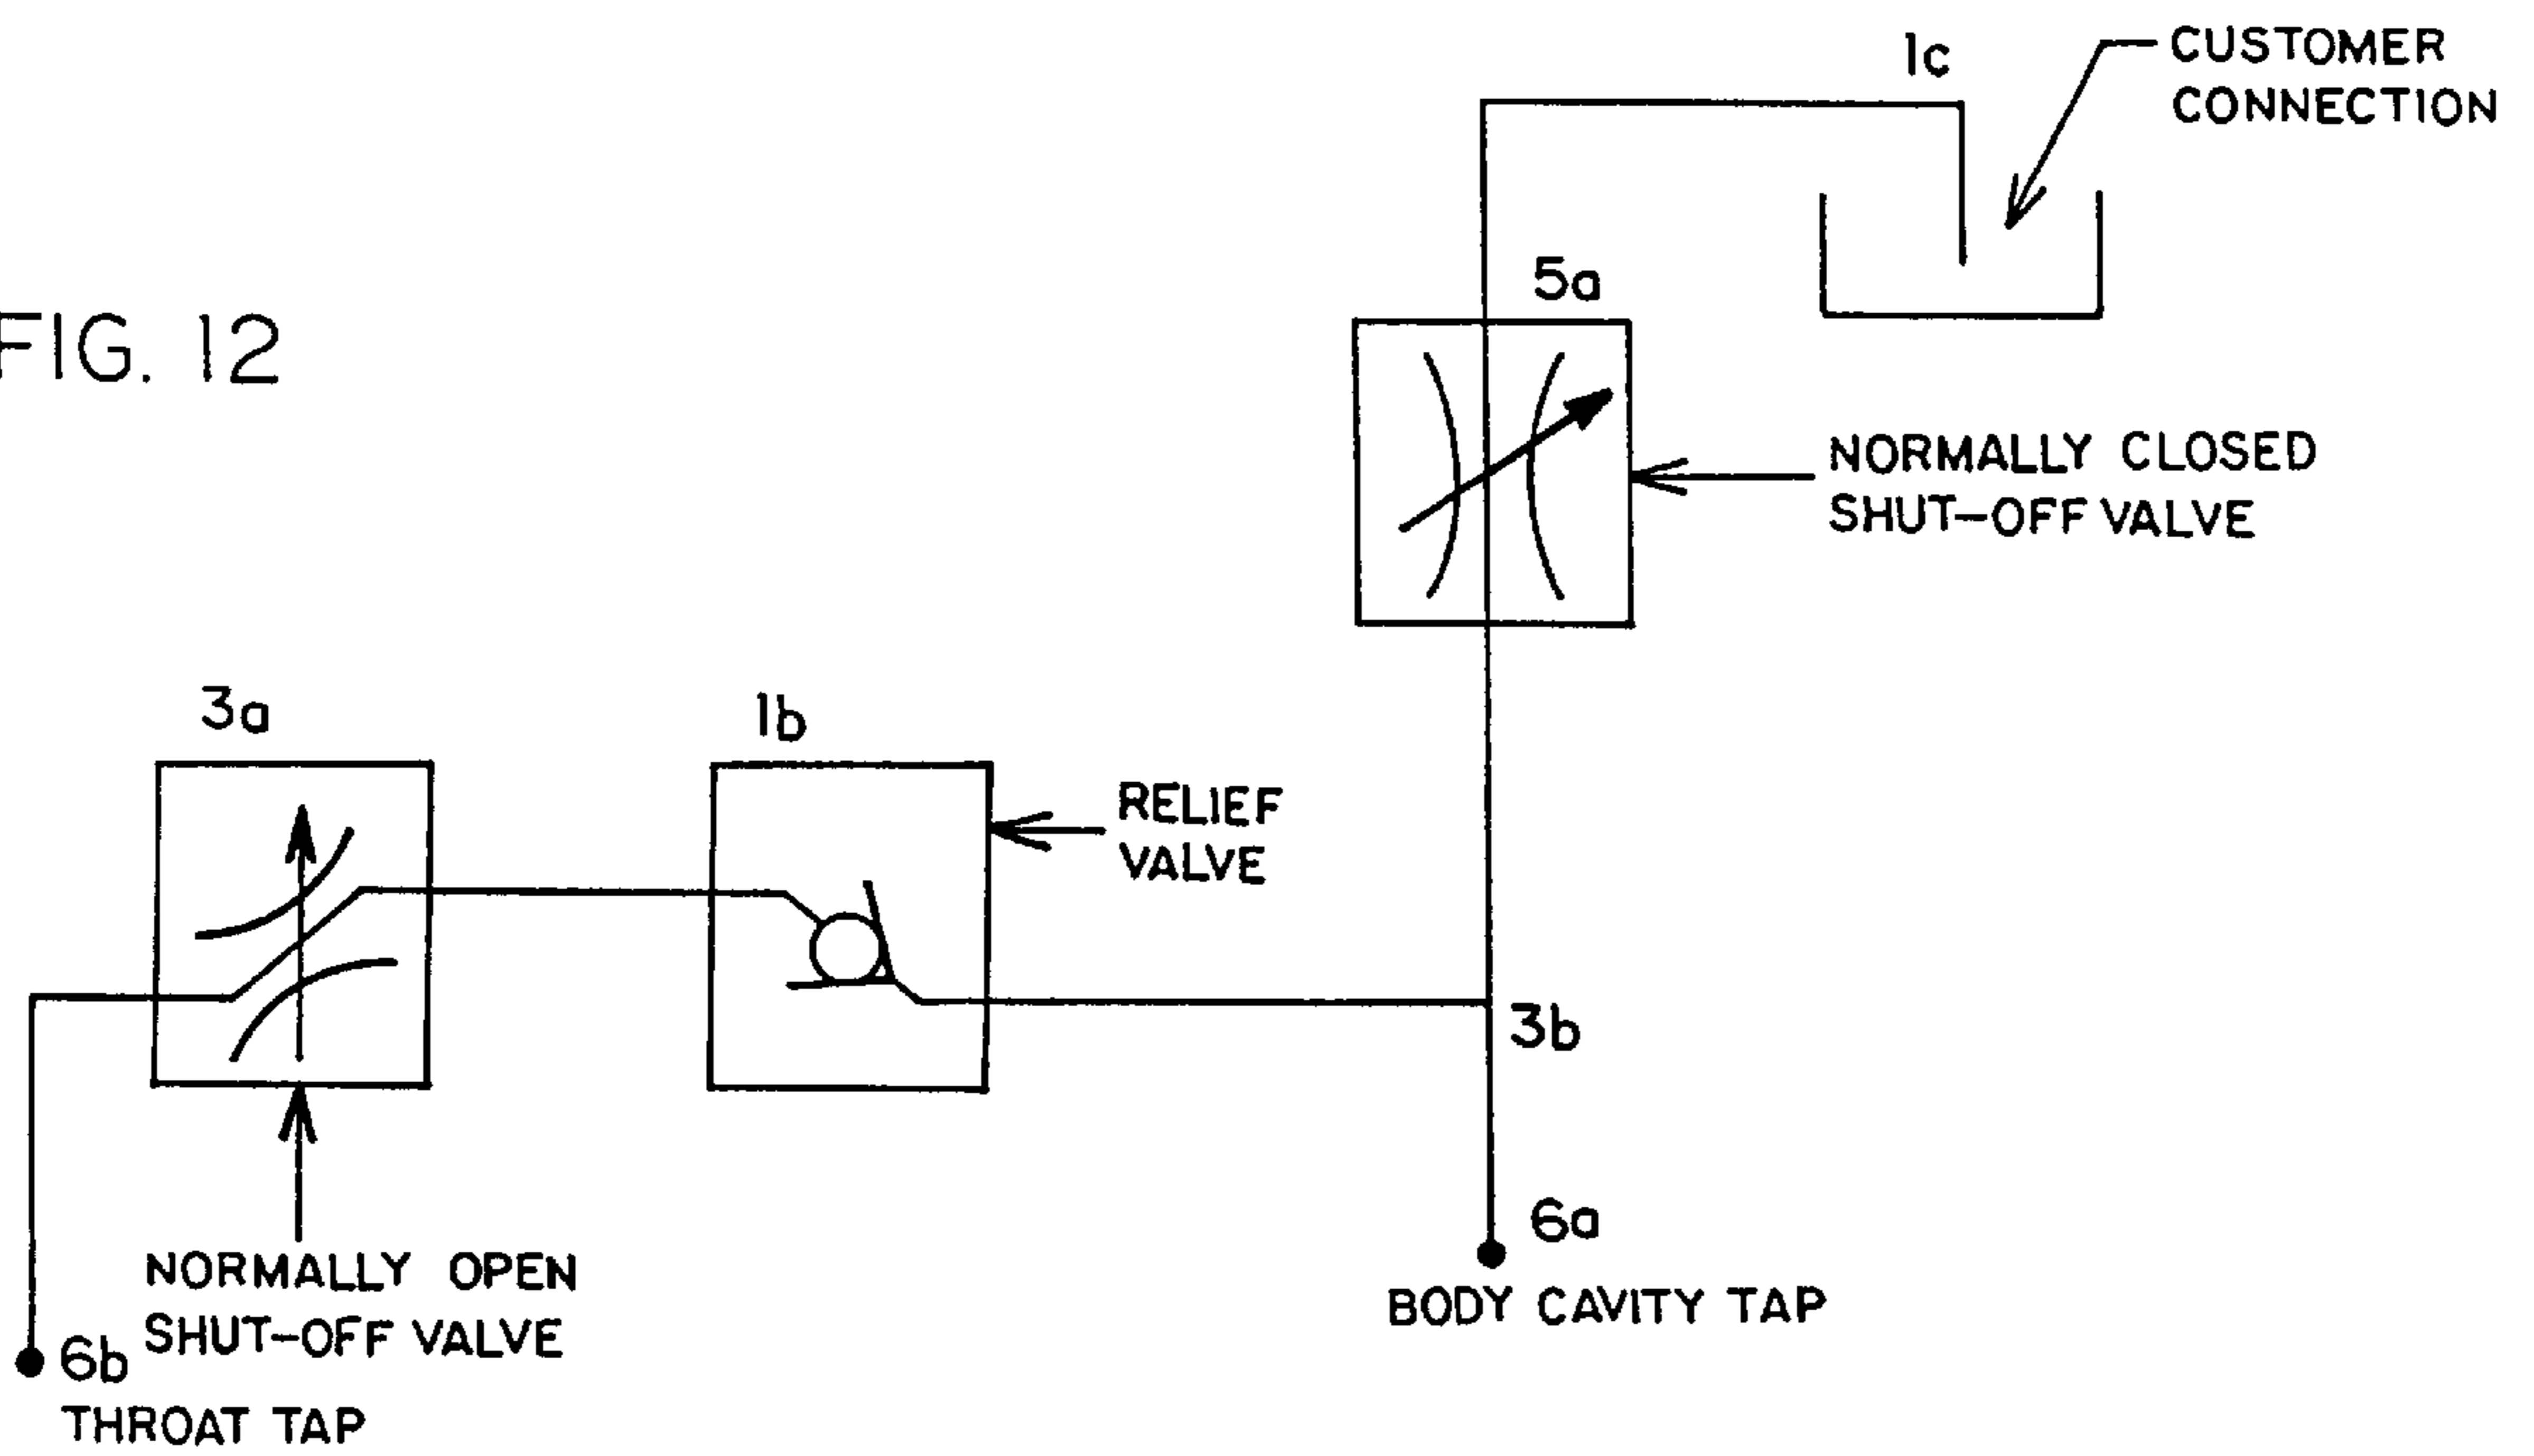 1c
CUSTOMER
CONNECTION
FIG. 12
5a
NORMALLY CLOSED
SHUT-OFF VALVE
3a
1b
RELIEF
VALVE
3b
6a
BODY CAVITY TAP
NORMALLY OPEN
SHUT-OFF VALVE
6b
THROAT TAP